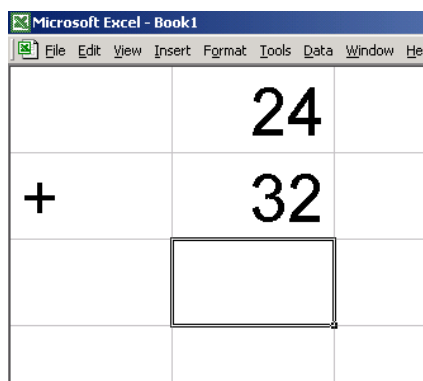 Microsoft Excel - Book1
File Edit View Insert Format Tools Data Window He
24
+ 32